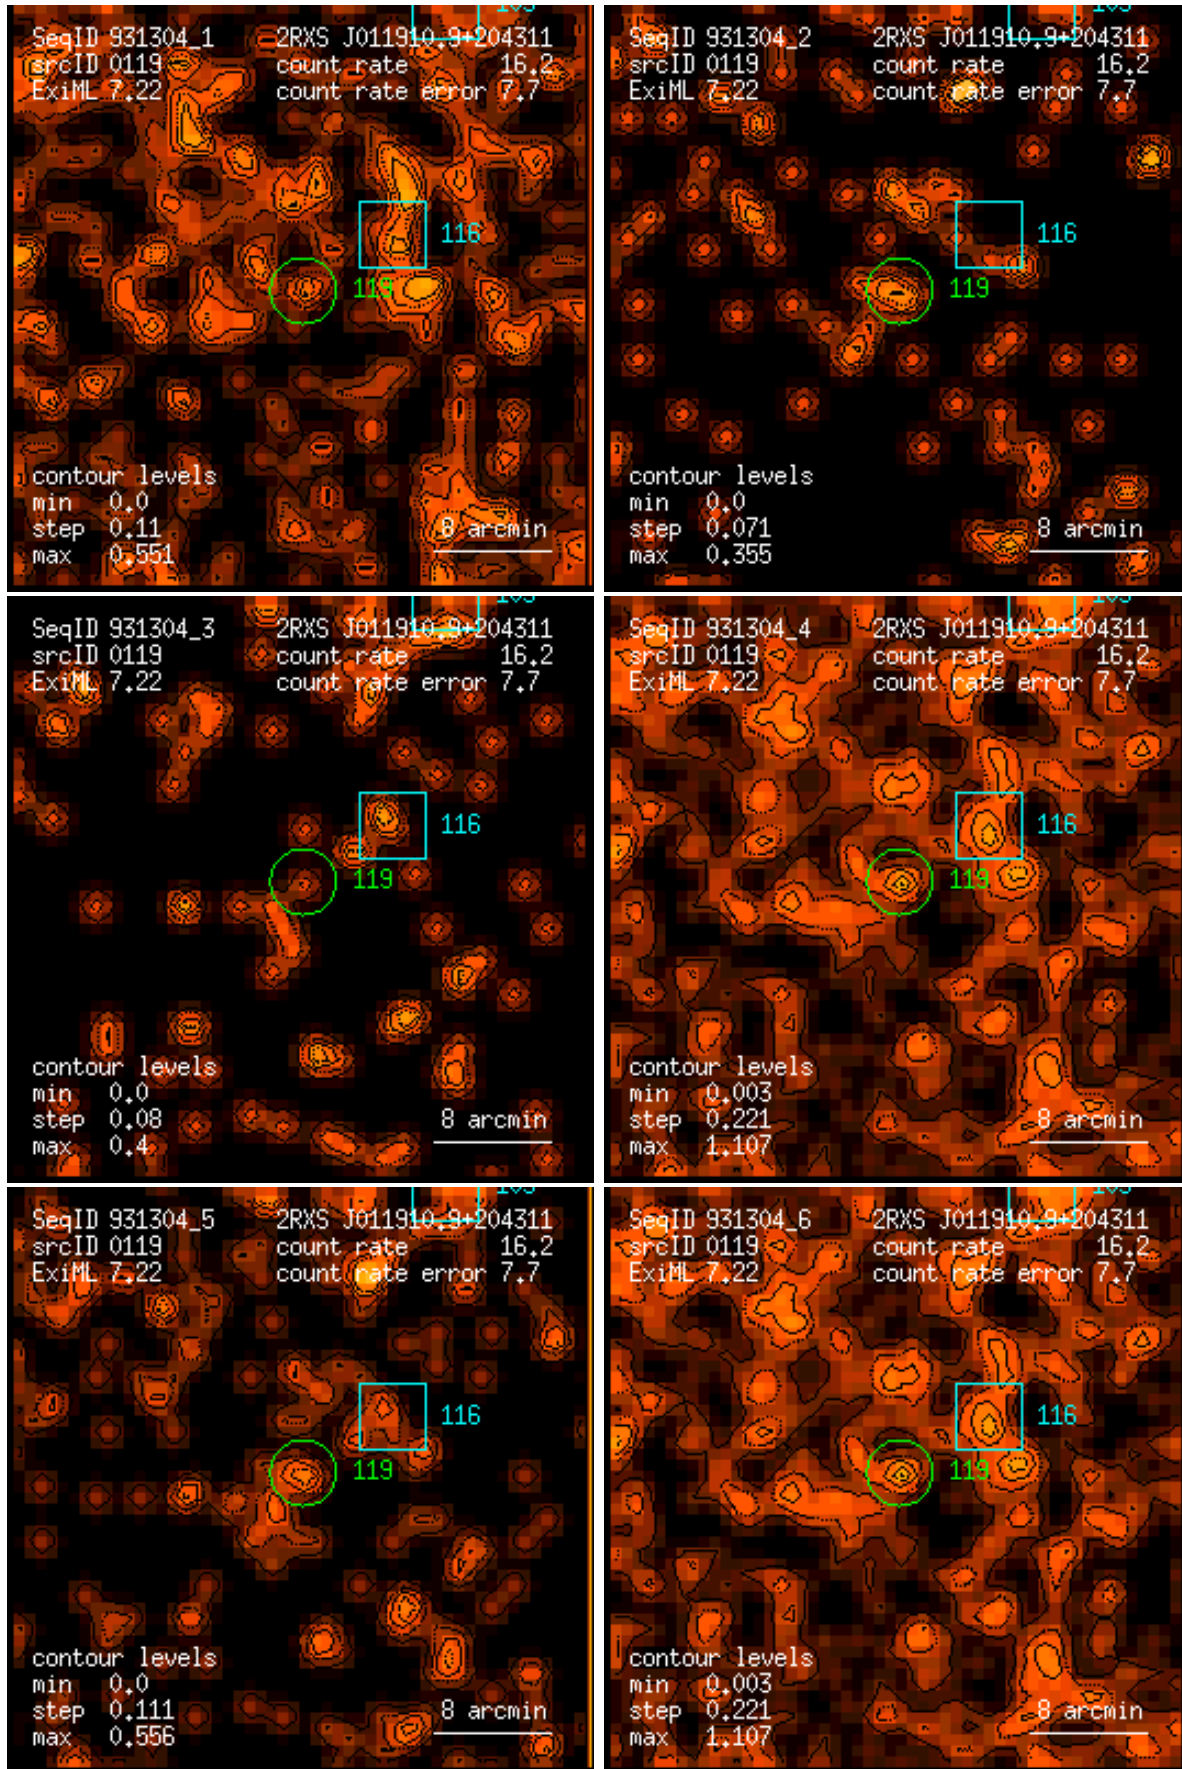 SeqID 931304_1 2RXS J011910.9+204311
srcID 0119 count rate 16.2
ExiML 7.22 count rate error 7.7
116
119
contour levels
min 0.0
step 0.11
max 0.551
8 arcmin
SeqID 931304_2 2RXS J011910.9+204311
srcID 0119 count rate 16.2
ExiML 7.22 count rate error 7.7
116
119
contour levels
min 0.0
step 0.071
max 0.355
8 arcmin
SeqID 931304_3 2RXS J011910.9+204311
srcID 0119 count rate 16.2
ExiML 7.22 count rate error 7.7
116
119
contour levels
min 0.0
step 0.08
max 0.4
8 arcmin
SeqID 931304_4 2RXS J011910.9+204311
srcID 0119 count rate 16.2
ExiML 7.22 count rate error 7.7
116
119
contour levels
min 0.003
step 0.221
max 1.107
8 arcmin
SeqID 931304_5 2RXS J011910.9+204311
srcID 0119 count rate 16.2
ExiML 7.22 count rate error 7.7
116
119
contour levels
min 0.0
step 0.111
max 0.556
8 arcmin
SeqID 931304_6 2RXS J011910.9+204311
srcID 0119 count rate 16.2
ExiML 7.22 count rate error 7.7
116
119
contour levels
min 0.003
step 0.221
max 1.107
8 arcmin